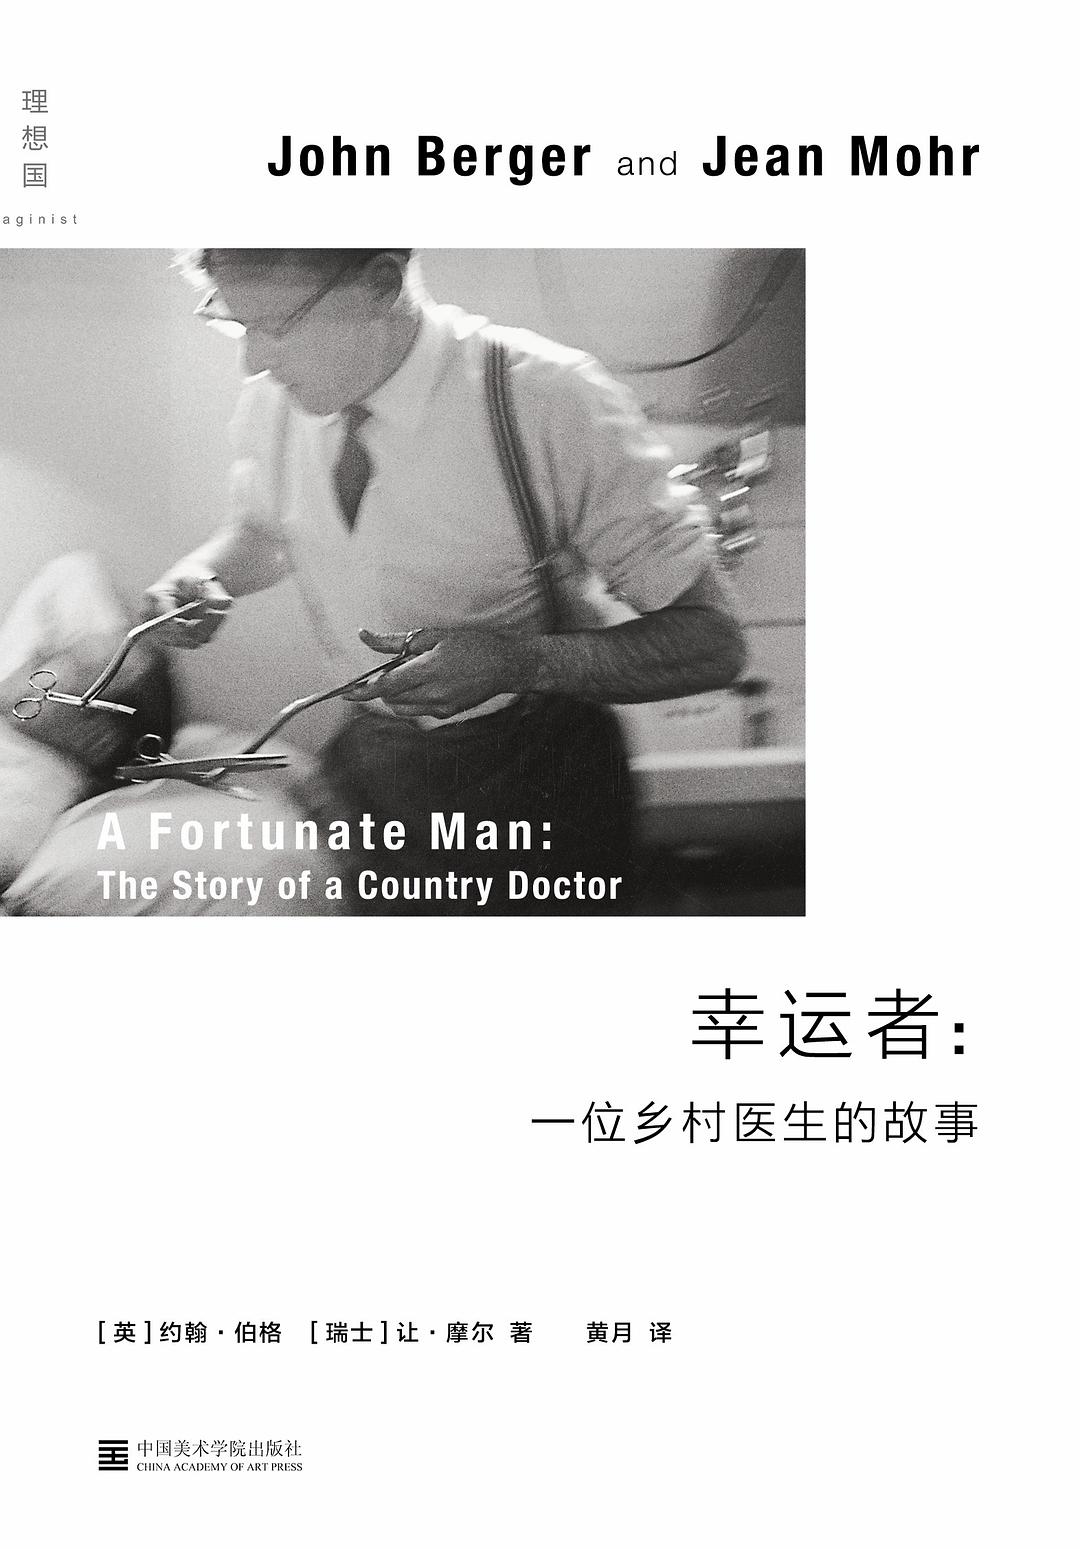 理
想
国
aginist
John Berger and Jean Mohr
A Fortunate Man:
The Story of a Country Doctor
幸运者:
一位乡村医生的故事
[英]约翰·伯格 [瑞士]让·摩尔 著 黄月 译
中国美术学院出版社
CHINA ACADEMY OF ART PRESS